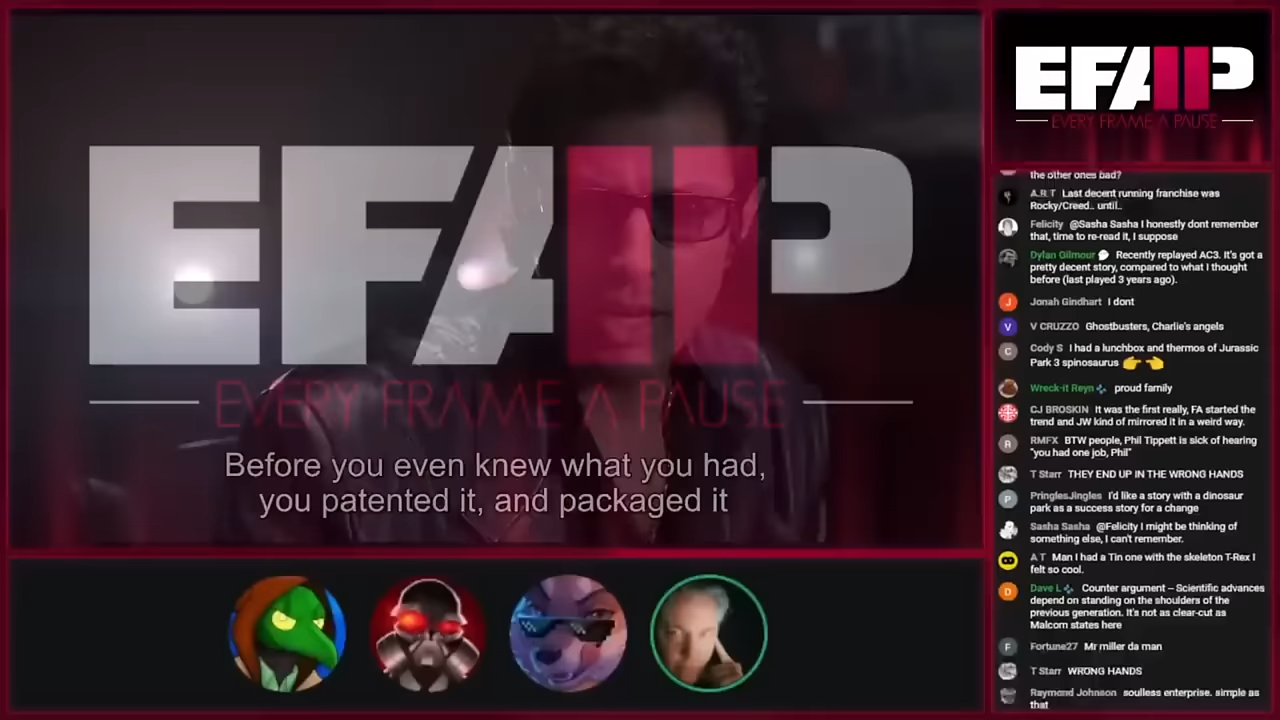 EFAP
EVERY FRAME A PAUSE
Before you even knew what you had,
you patented it, and packaged it
EFAP
EVERY FRAME A PAUSE
the other ones bad?
A.R.T Last decent running franchise was
Rocky/Creed.. until..
Felicity @Sasha Sasha I honestly dont remember
that, time to re-read it, I suppose
Dylan Gilmour Recently replayed AC3. It's got a
pretty decent story, compared to what I thought
before (last played 3 years ago).
J Jonah Gindhart I dont
V V CRUZZO Ghostbusters, Charlie's angels
C Cody S I had a lunchbox and thermos of Jurassic
Park 3 spinosaurus 👉 👈
Wreck-it Reyn proud family
CJ BROSKIN It was the first really, FA started the
trend and JW kind of mirrored it in a weird way.
R RMFX BTW people, Phil Tippett is sick of hearing
"you had one job, Phil"
T Starr THEY END UP IN THE WRONG HANDS
P PringlesJingles I'd like a story with a dinosaur
park as a success story for a change
Sasha Sasha @Felicity I might be thinking of
something else, I can't remember.
A T Man I had a Tin one with the skeleton T-Rex I
felt so cool.
D Dave L Counter argument -- Scientific advances
depend on standing on the shoulders of the
previous generation. It's not as clear-cut as
Malcom states here
F Fortune27 Mr miller da man
T Starr WRONG HANDS
Raymond Johnson soulless enterprise. simple as
that